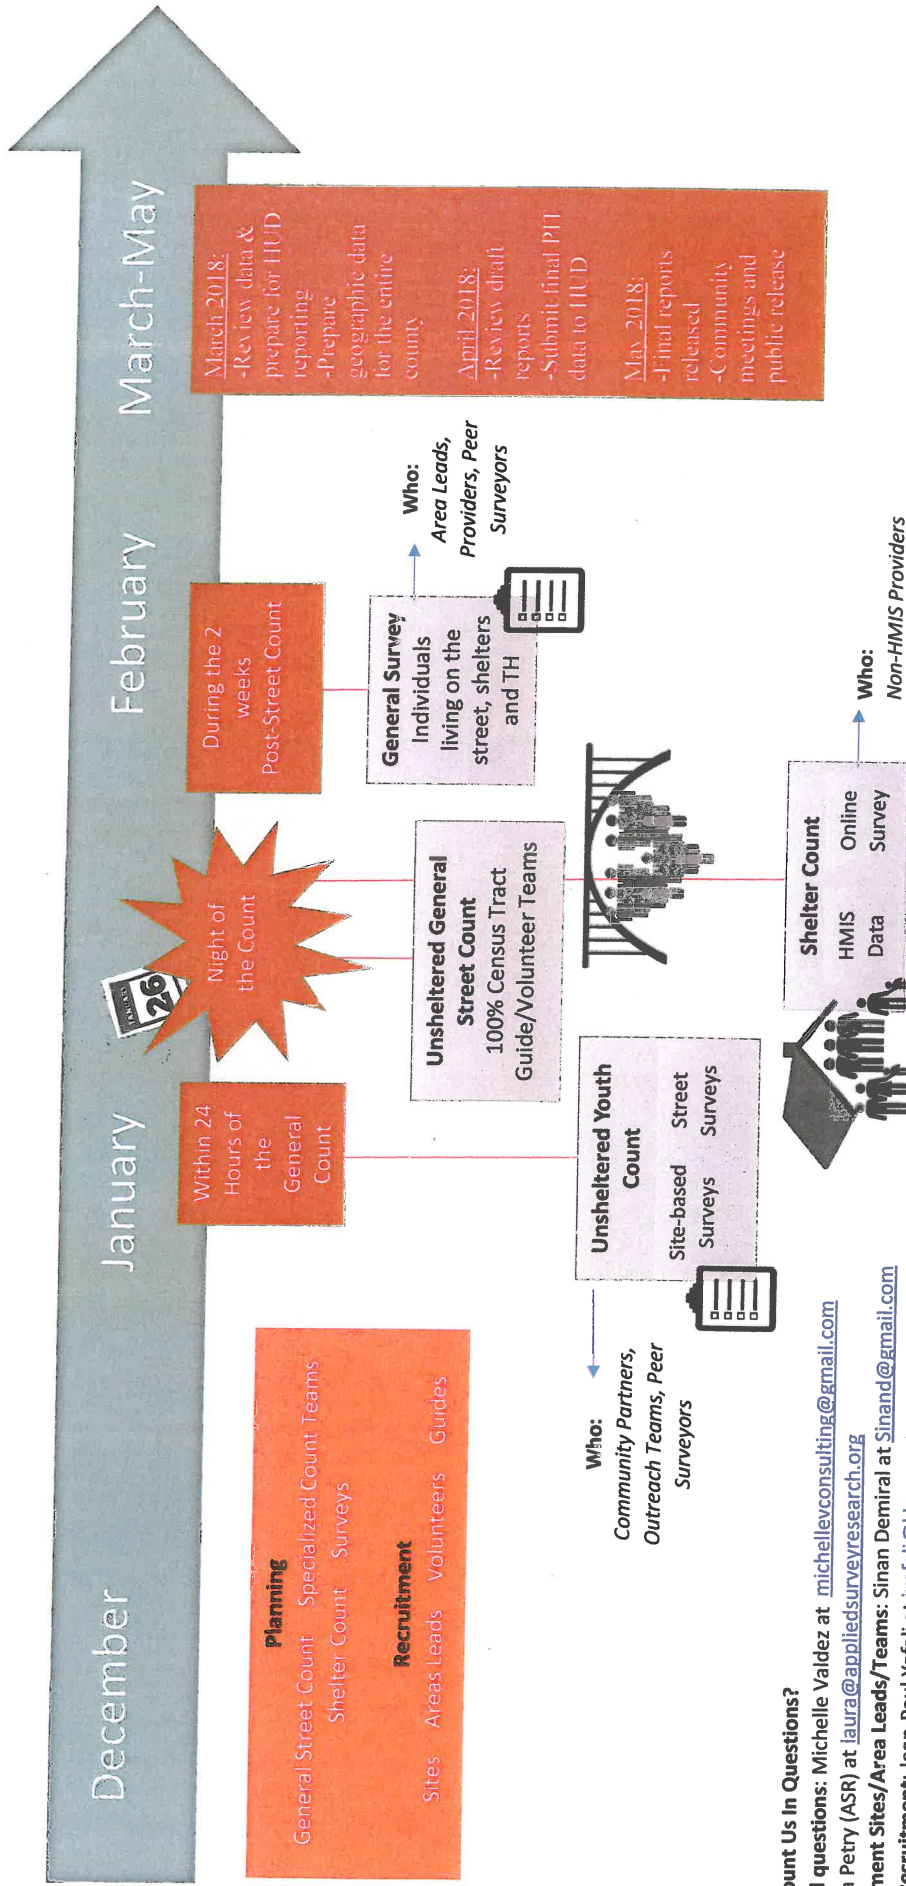 December
January
February
March-May
Planning
General Street Count Specialized Count Teams
Shelter Count Surveys
Recruitment
Sites Areas Leads Volunteers Guides
Within 24
Hours of
the
General
Count
JANUARY
26
Night of
the Count
During the 2
weeks
Post-Street Count
March 2018:
-Review data &
prepare for HUD
reporting
-Prepare
geographic data
for the entire
county
April 2018:
-Review draft
reports
-Submit final PIT
data to HUD
May 2018:
-Final reports
released
-Community
meetings and
public release
Unsheltered General
Street Count
100% Census Tract
Guide/Volunteer Teams
General Survey
Individuals
living on the
street, shelters
and TH
Who:
Area Leads,
Providers, Peer
Surveyors
Who:
Community Partners,
Outreach Teams, Peer
Surveyors
Unsheltered Youth
Count
Site-based Street
Surveys Surveys
Shelter Count
HMIS Online
Data Survey
Who:
Non-HMIS Providers
ount Us In Questions?
questions: Michelle Valdez at michellevconsulting@gmail.com
Petry (ASR) at laura@appliedsurveyresearch.org
ment Sites/Area Leads/Teams: Sinan Demiral at Sinand@gmail.com